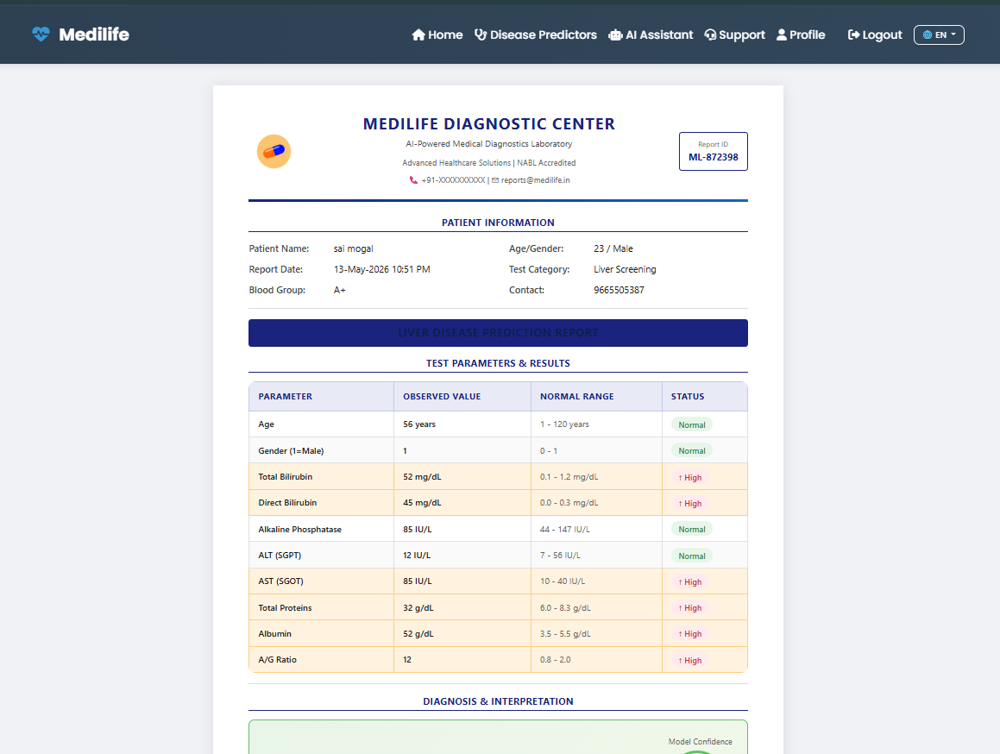 Medilife
Home Disease Predictors AI Assistant Support Profile Logout EN
MEDILIFE DIAGNOSTIC CENTER
AI-Powered Medical Diagnostics Laboratory
Advanced Healthcare Solutions | NABL Accredited
+91-XXXXXXXXXX | reports@medilife.in
Report ID
ML-872398
PATIENT INFORMATION
Patient Name: sai mogal Age/Gender: 23 / Male
Report Date: 13-May-2026 10:51 PM Test Category: Liver Screening
Blood Group: A+ Contact: 9665505387
LIVER DISEASE PREDICTION REPORT
TEST PARAMETERS & RESULTS
PARAMETER OBSERVED VALUE NORMAL RANGE STATUS
Age 56 years 1 - 120 years Normal
Gender (1=Male) 1 0 - 1 Normal
Total Bilirubin 52 mg/dL 0.1 - 1.2 mg/dL ↑ High
Direct Bilirubin 45 mg/dL 0.0 - 0.3 mg/dL ↑ High
Alkaline Phosphatase 85 IU/L 44 - 147 IU/L Normal
ALT (SGPT) 12 IU/L 7 - 56 IU/L Normal
AST (SGOT) 85 IU/L 10 - 40 IU/L ↑ High
Total Proteins 32 g/dL 6.0 - 8.3 g/dL ↑ High
Albumin 52 g/dL 3.5 - 5.5 g/dL ↑ High
A/G Ratio 12 0.8 - 2.0 ↑ High
DIAGNOSIS & INTERPRETATION
Model Confidence